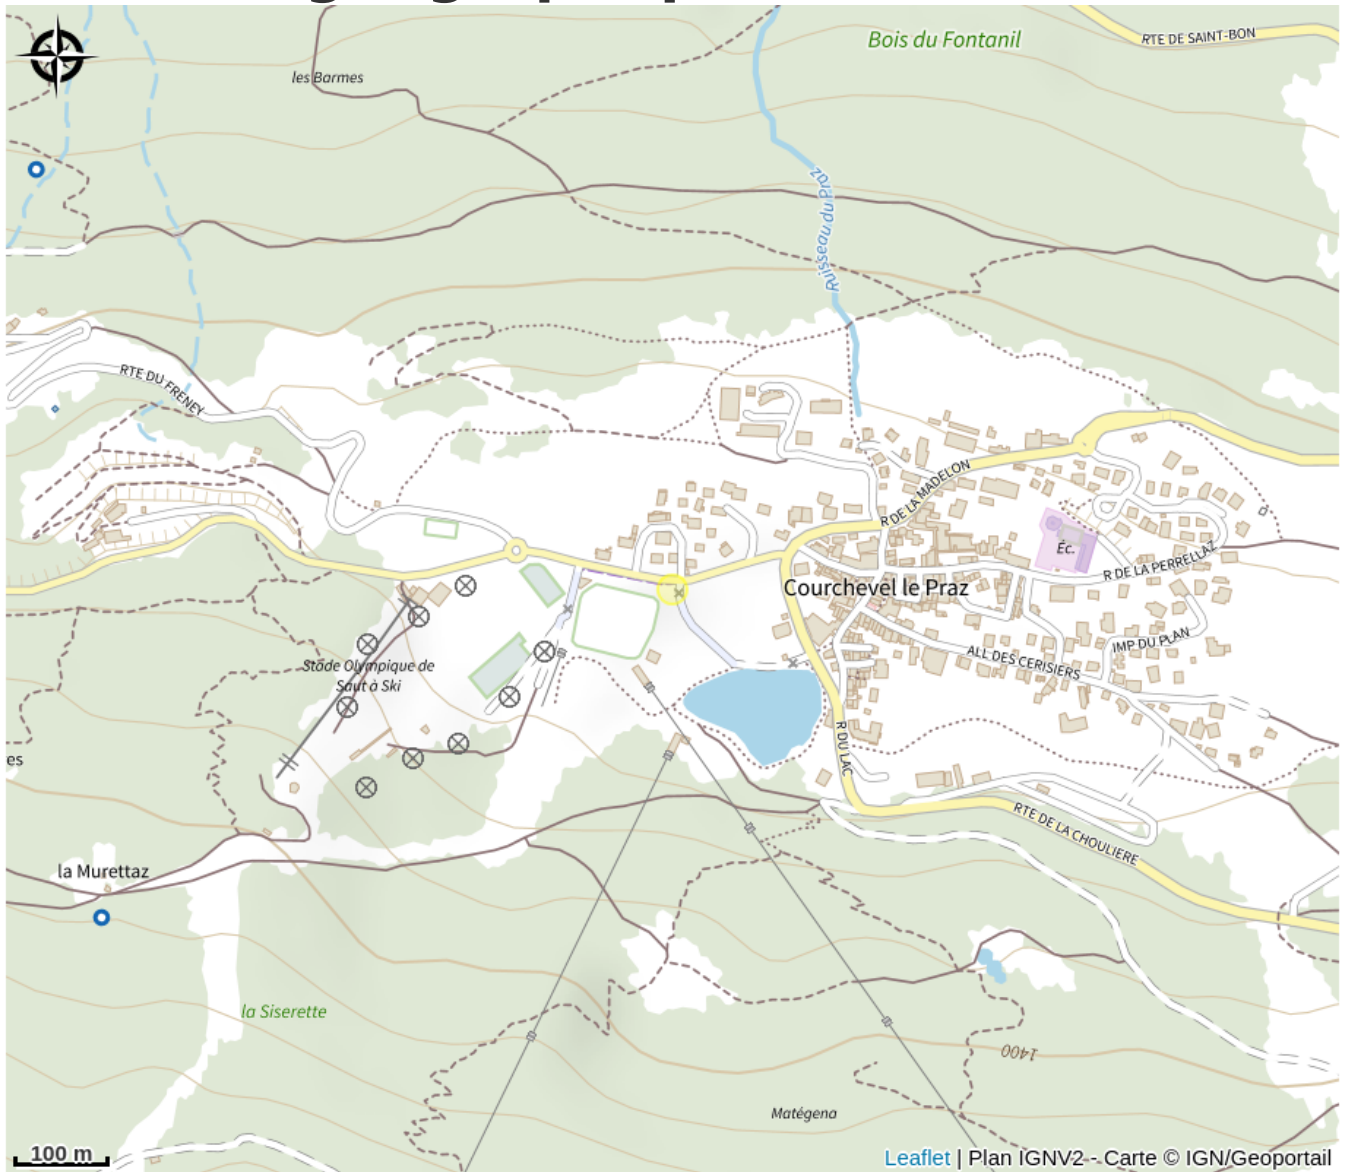 Bois du Fontanil
RTE DE SAINT-BON
les Barmes
Ruisseau du Praz
RTE DU FRENEY
R DE LA MADELON
Éc.
R DE LA PERRELLAZ
Courchevel le Praz
IMP DU PLAN
ALL DES CERISIERS
Stade Olympique de
Saut à Ski
R DU LAC
es
RTE DE LA CHOULIERE
la Murettaz
la Siserette
1400
Matégena
100 m
Leaflet | Plan IGNV2 - Carte © IGN/Geoportail